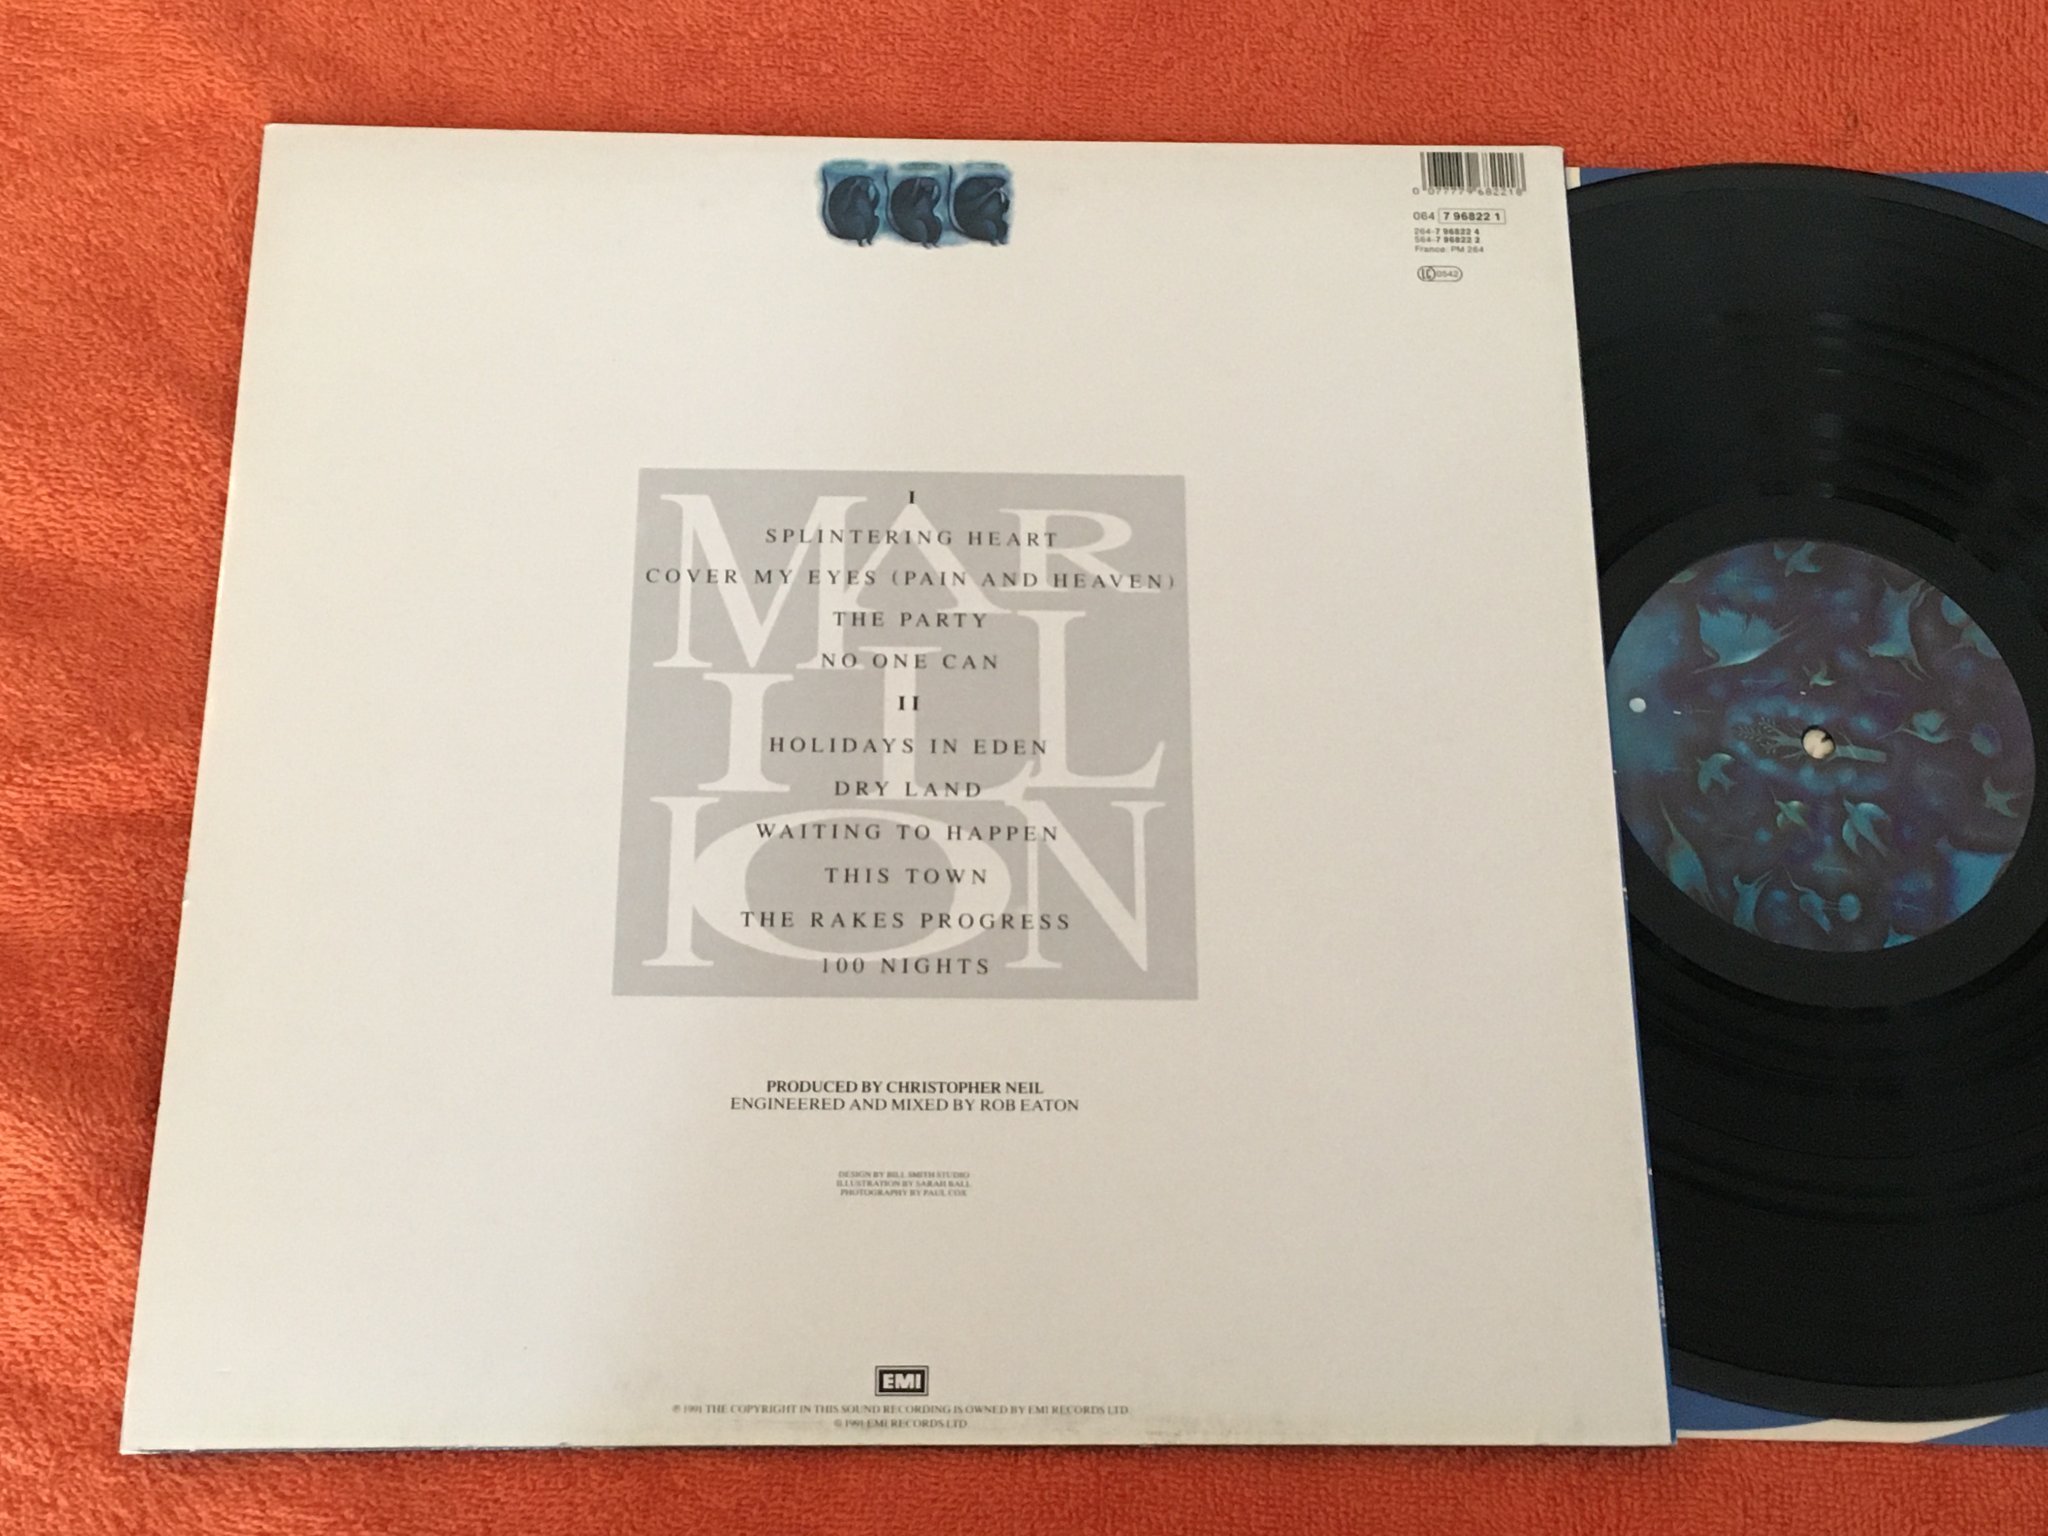 0 077779 682218
064 7 96822 1
264-7 96822 4
564-7 96822 2
France: PM 264
LC 0542
MARILLION
I
SPLINTERING HEART
COVER MY EYES (PAIN AND HEAVEN)
THE PARTY
NO ONE CAN
II
HOLIDAYS IN EDEN
DRY LAND
WAITING TO HAPPEN
THIS TOWN
THE RAKES PROGRESS
100 NIGHTS
PRODUCED BY CHRISTOPHER NEIL
ENGINEERED AND MIXED BY ROB EATON
DESIGN BY BILL SMITH STUDIO
ILLUSTRATION BY SARAH BALL
PHOTOGRAPHY BY PAUL COX
EMI
℗ 1991 THE COPYRIGHT IN THIS SOUND RECORDING IS OWNED BY EMI RECORDS LTD.
© 1991 EMI RECORDS LTD.